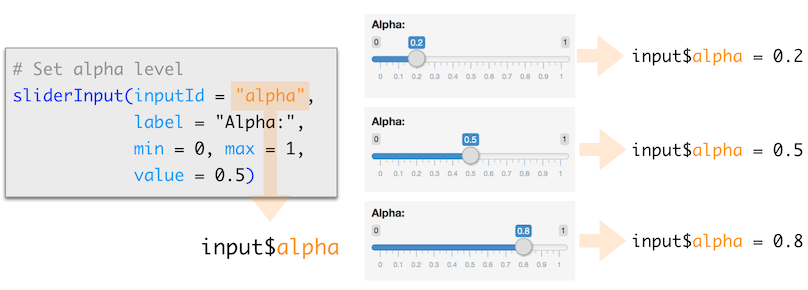 # Set alpha level
sliderInput(inputId = "alpha",
label = "Alpha:",
min = 0, max = 1,
value = 0.5)
input$alpha
Alpha:
0 0.2 1
0 0.1 0.2 0.3 0.4 0.5 0.6 0.7 0.8 0.9 1
input$alpha = 0.2
Alpha:
0 0.5 1
0 0.1 0.2 0.3 0.4 0.5 0.6 0.7 0.8 0.9 1
input$alpha = 0.5
Alpha:
0 0.8 1
0 0.1 0.2 0.3 0.4 0.5 0.6 0.7 0.8 0.9 1
input$alpha = 0.8